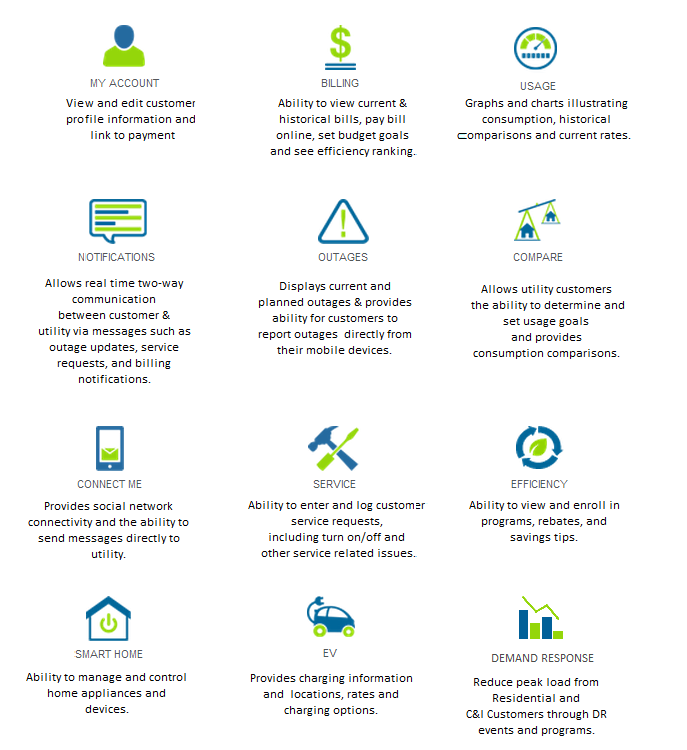 MY ACCOUNT
View and edit customer
profile information and
link to payment
BILLING
Ability to view current &
historical bills, pay bill
online, set budget goals
and see efficiency ranking.
USAGE
Graphs and charts illustrating
consumption, historical
comparisons and current rates.
NOTIFICATIONS
Allows real time two-way
communication
between customer &
utility via messages such as
outage updates, service
requests, and billing
notifications.
OUTAGES
Displays current and
planned outages & provides
ability for customers to
report outages directly from
their mobile devices.
COMPARE
Allows utility customers
the ability to determine and
set usage goals
and provides
consumption comparisons.
CONNECT ME
Provides social network
connectivity and the ability to
send messages directly to
utility.
SERVICE
Ability to enter and log customer
service requests,
including turn on/off and
other service related issues.
EFFICIENCY
Ability to view and enroll in
programs, rebates, and
savings tips.
SMART HOME
Ability to manage and control
home appliances and
devices.
EV
Provides charging information
and locations, rates and
charging options.
DEMAND RESPONSE
Reduce peak load from
Residential and
C&I Customers through DR
events and programs.